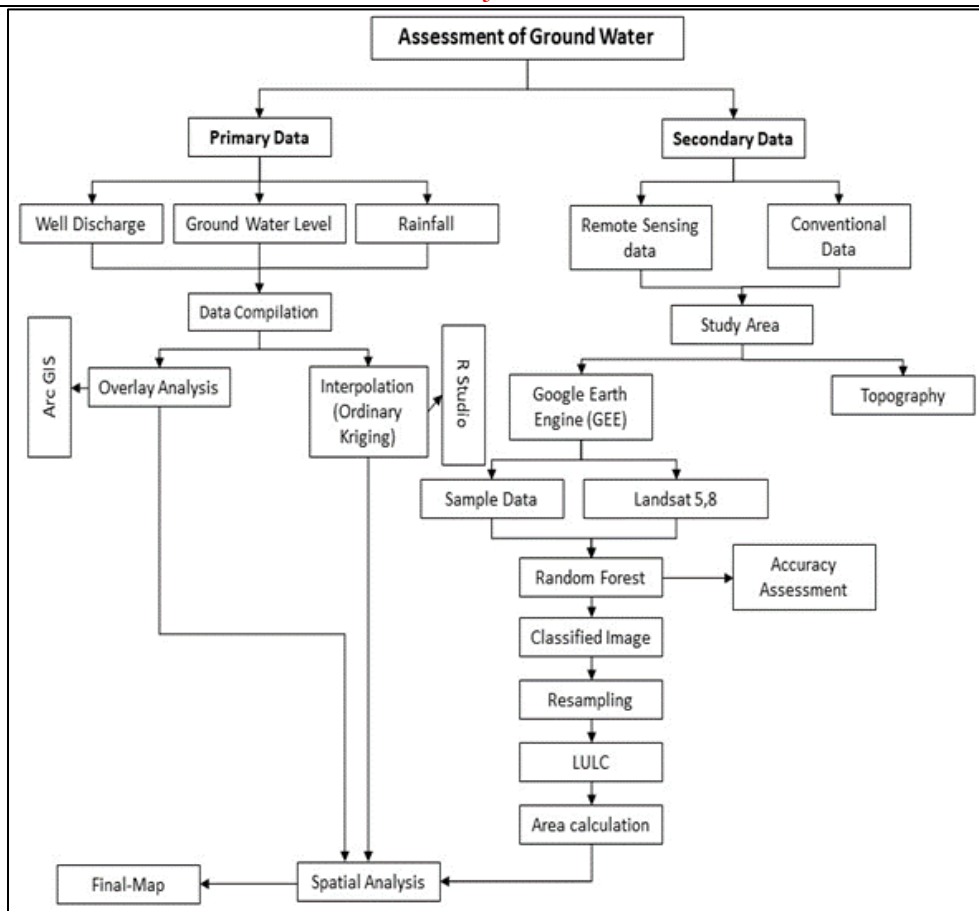 Assessment of Ground Water
Primary Data
Secondary Data
Well Discharge
Ground Water Level
Rainfall
Remote Sensing
data
Conventional
Data
Data Compilation
Study Area
Arc GIS
Overlay Analysis
Interpolation
(Ordinary
Kriging)
R Studio
Google Earth
Engine (GEE)
Topography
Sample Data
Landsat 5,8
Random Forest
Accuracy
Assessment
Classified Image
Resampling
LULC
Area calculation
Final-Map
Spatial Analysis